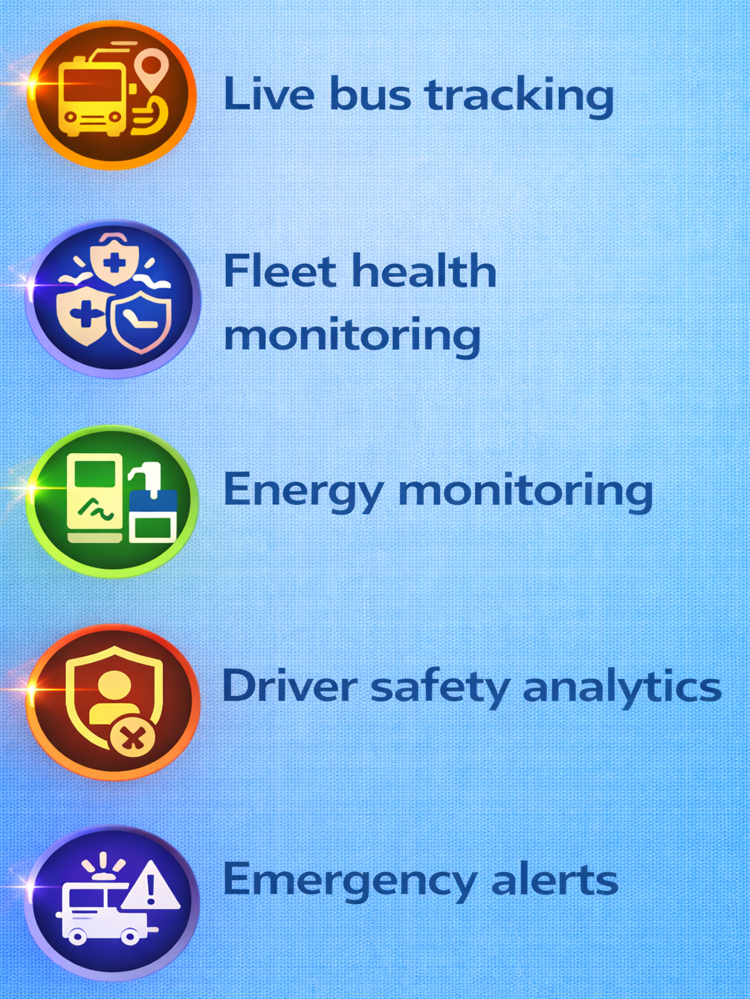 Live bus tracking
Fleet health
monitoring
Energy monitoring
Driver safety analytics
Emergency alerts